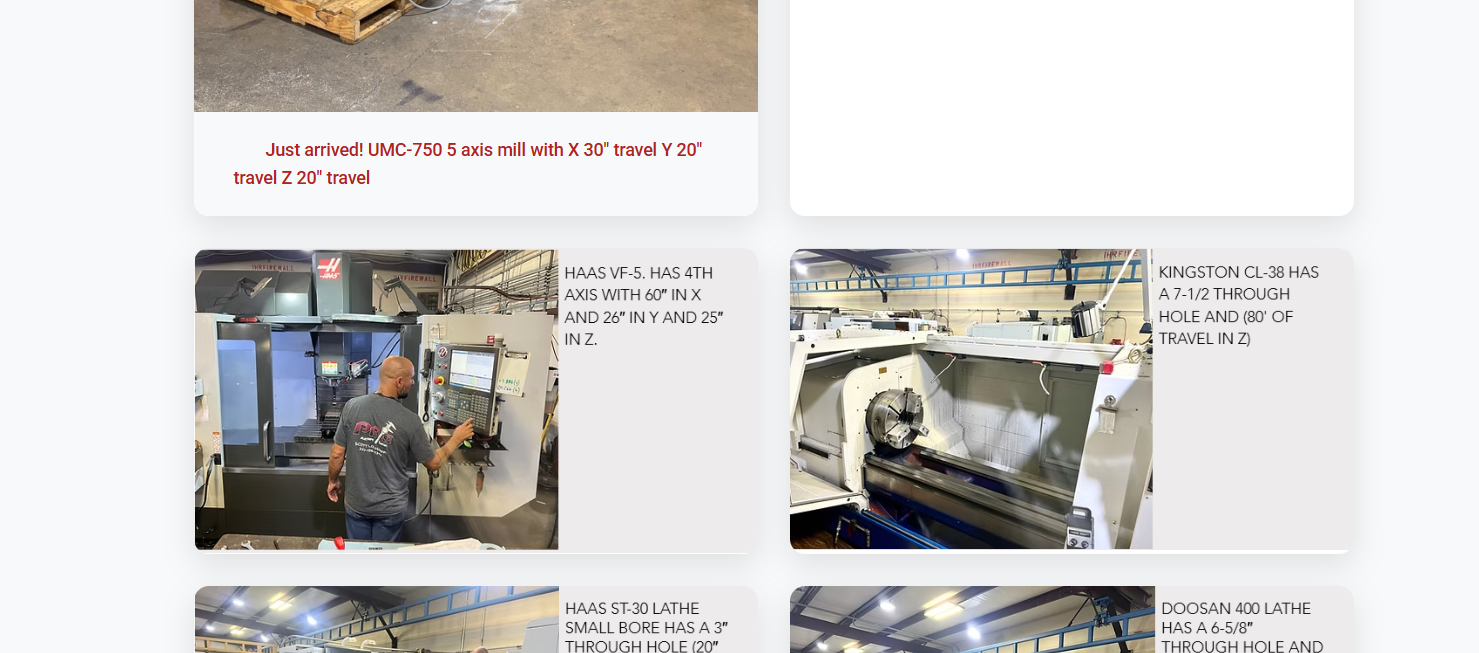 Just arrived! UMC-750 5 axis mill with X 30" travel Y 20"
travel Z 20" travel
HAAS VF-5. HAS 4TH
AXIS WITH 60″ IN X
AND 26″ IN Y AND 25″
IN Z.
KINGSTON CL-38 HAS
A 7-1/2 THROUGH
HOLE AND (80' OF
TRAVEL IN Z)
HAAS ST-30 LATHE
SMALL BORE HAS A 3″
THROUGH HOLE (20″
DOOSAN 400 LATHE
HAS A 6-5/8″
THROUGH HOLE AND